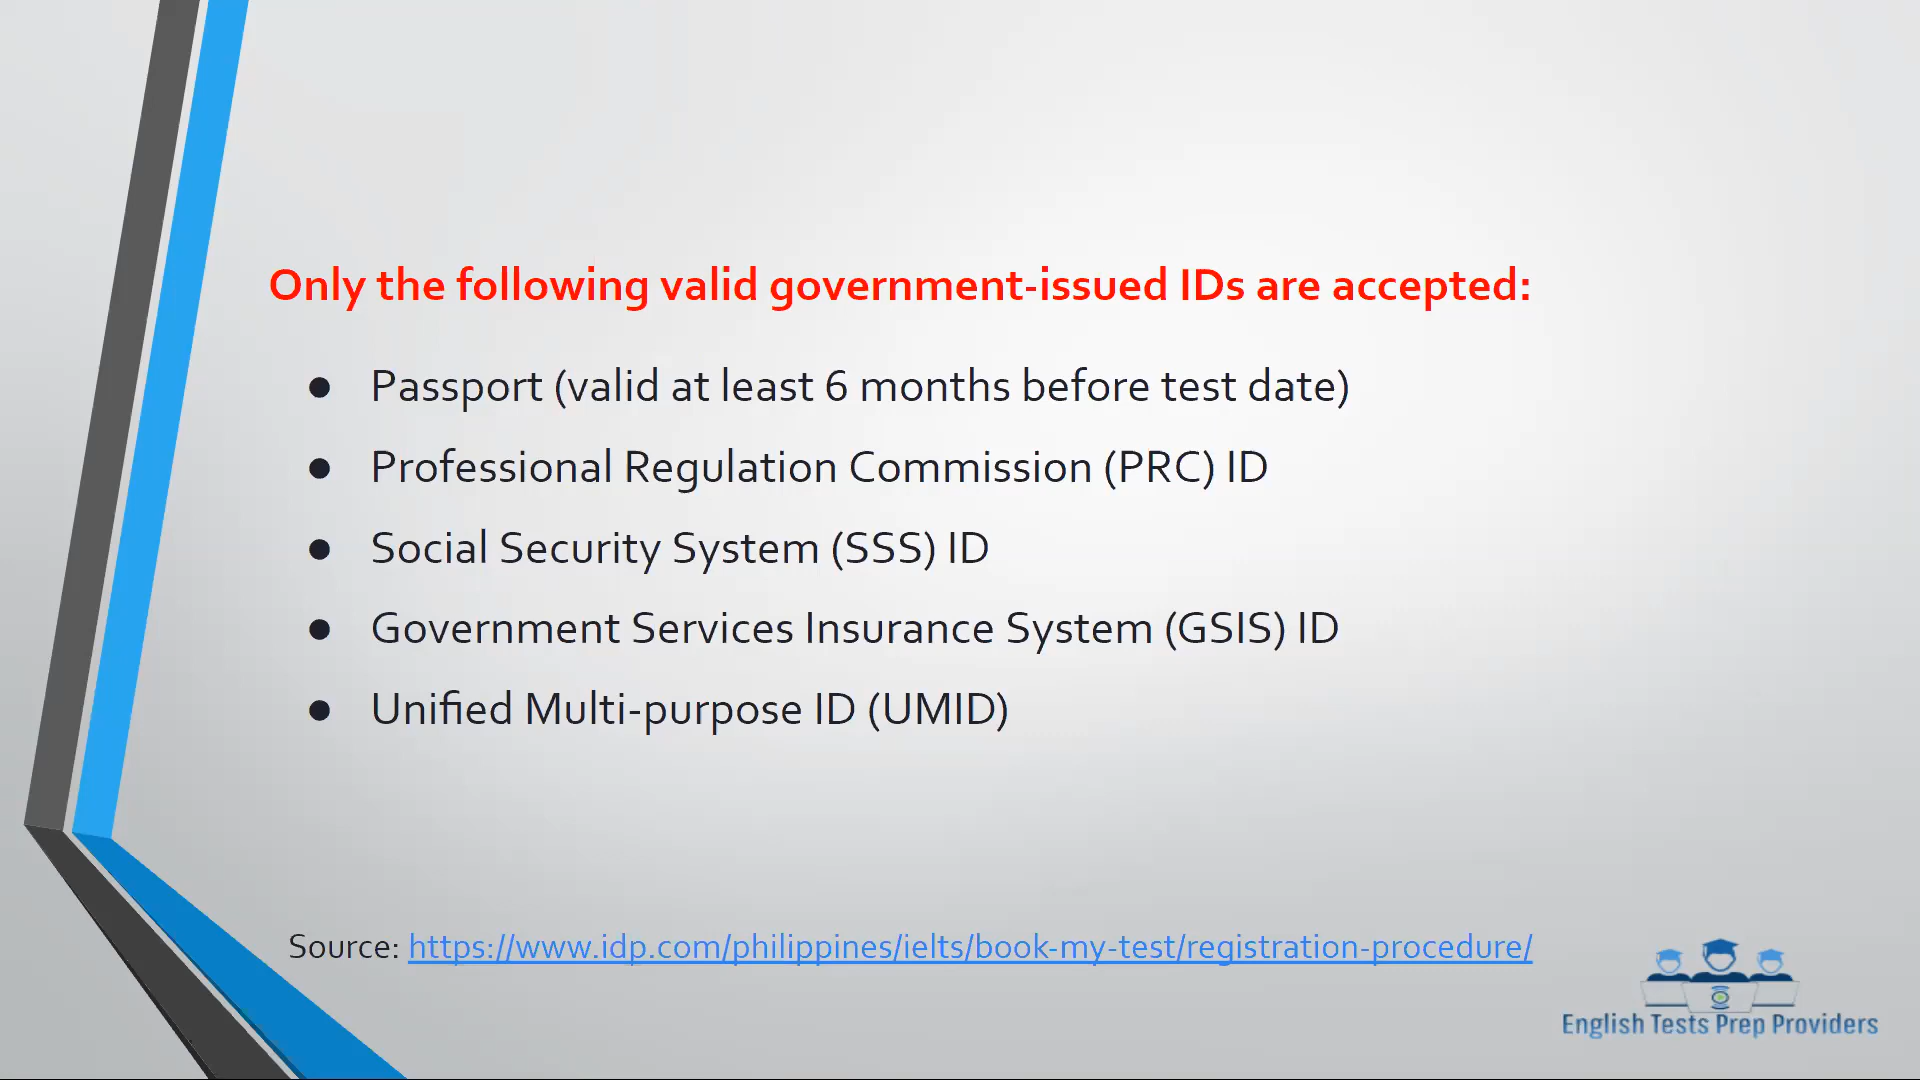 Only the following valid government-issued IDs are accepted:
● Passport (valid at least 6 months before test date)
● Professional Regulation Commission (PRC) ID
● Social Security System (SSS) ID
● Government Services Insurance System (GSIS) ID
● Unified Multi-purpose ID (UMID)
Source: https://www.idp.com/philippines/ielts/book-my-test/registration-procedure/
English Tests Prep Providers